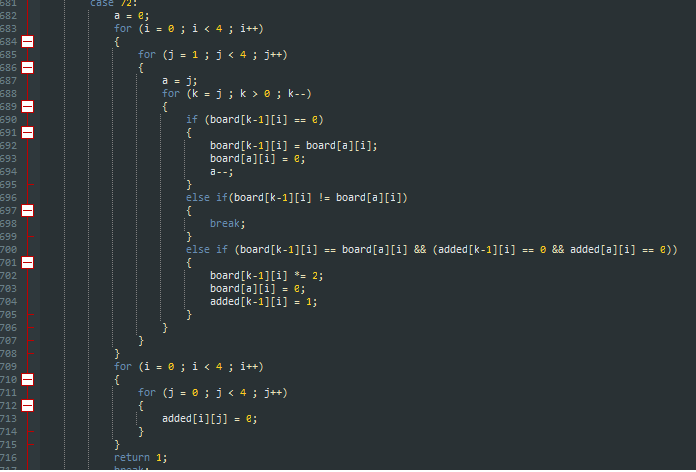 681 case 72:
682 a = 0;
683 for (i = 0 ; i < 4 ; i++)
684 {
685 for (j = 1 ; j < 4 ; j++)
686 {
687 a = j;
688 for (k = j ; k > 0 ; k--)
689 {
690 if (board[k-1][i] == 0)
691 {
692 board[k-1][i] = board[a][i];
693 board[a][i] = 0;
694 a--;
695 }
696 else if(board[k-1][i] != board[a][i])
697 {
698 break;
699 }
700 else if (board[k-1][i] == board[a][i] && (added[k-1][i] == 0 && added[a][i] == 0))
701 {
702 board[k-1][i] *= 2;
703 board[a][i] = 0;
704 added[k-1][i] = 1;
705 }
706 }
707 }
708 }
709 for (i = 0 ; i < 4 ; i++)
710 {
711 for (j = 0 ; j < 4 ; j++)
712 {
713 added[i][j] = 0;
714 }
715 }
716 return 1;
717 break;